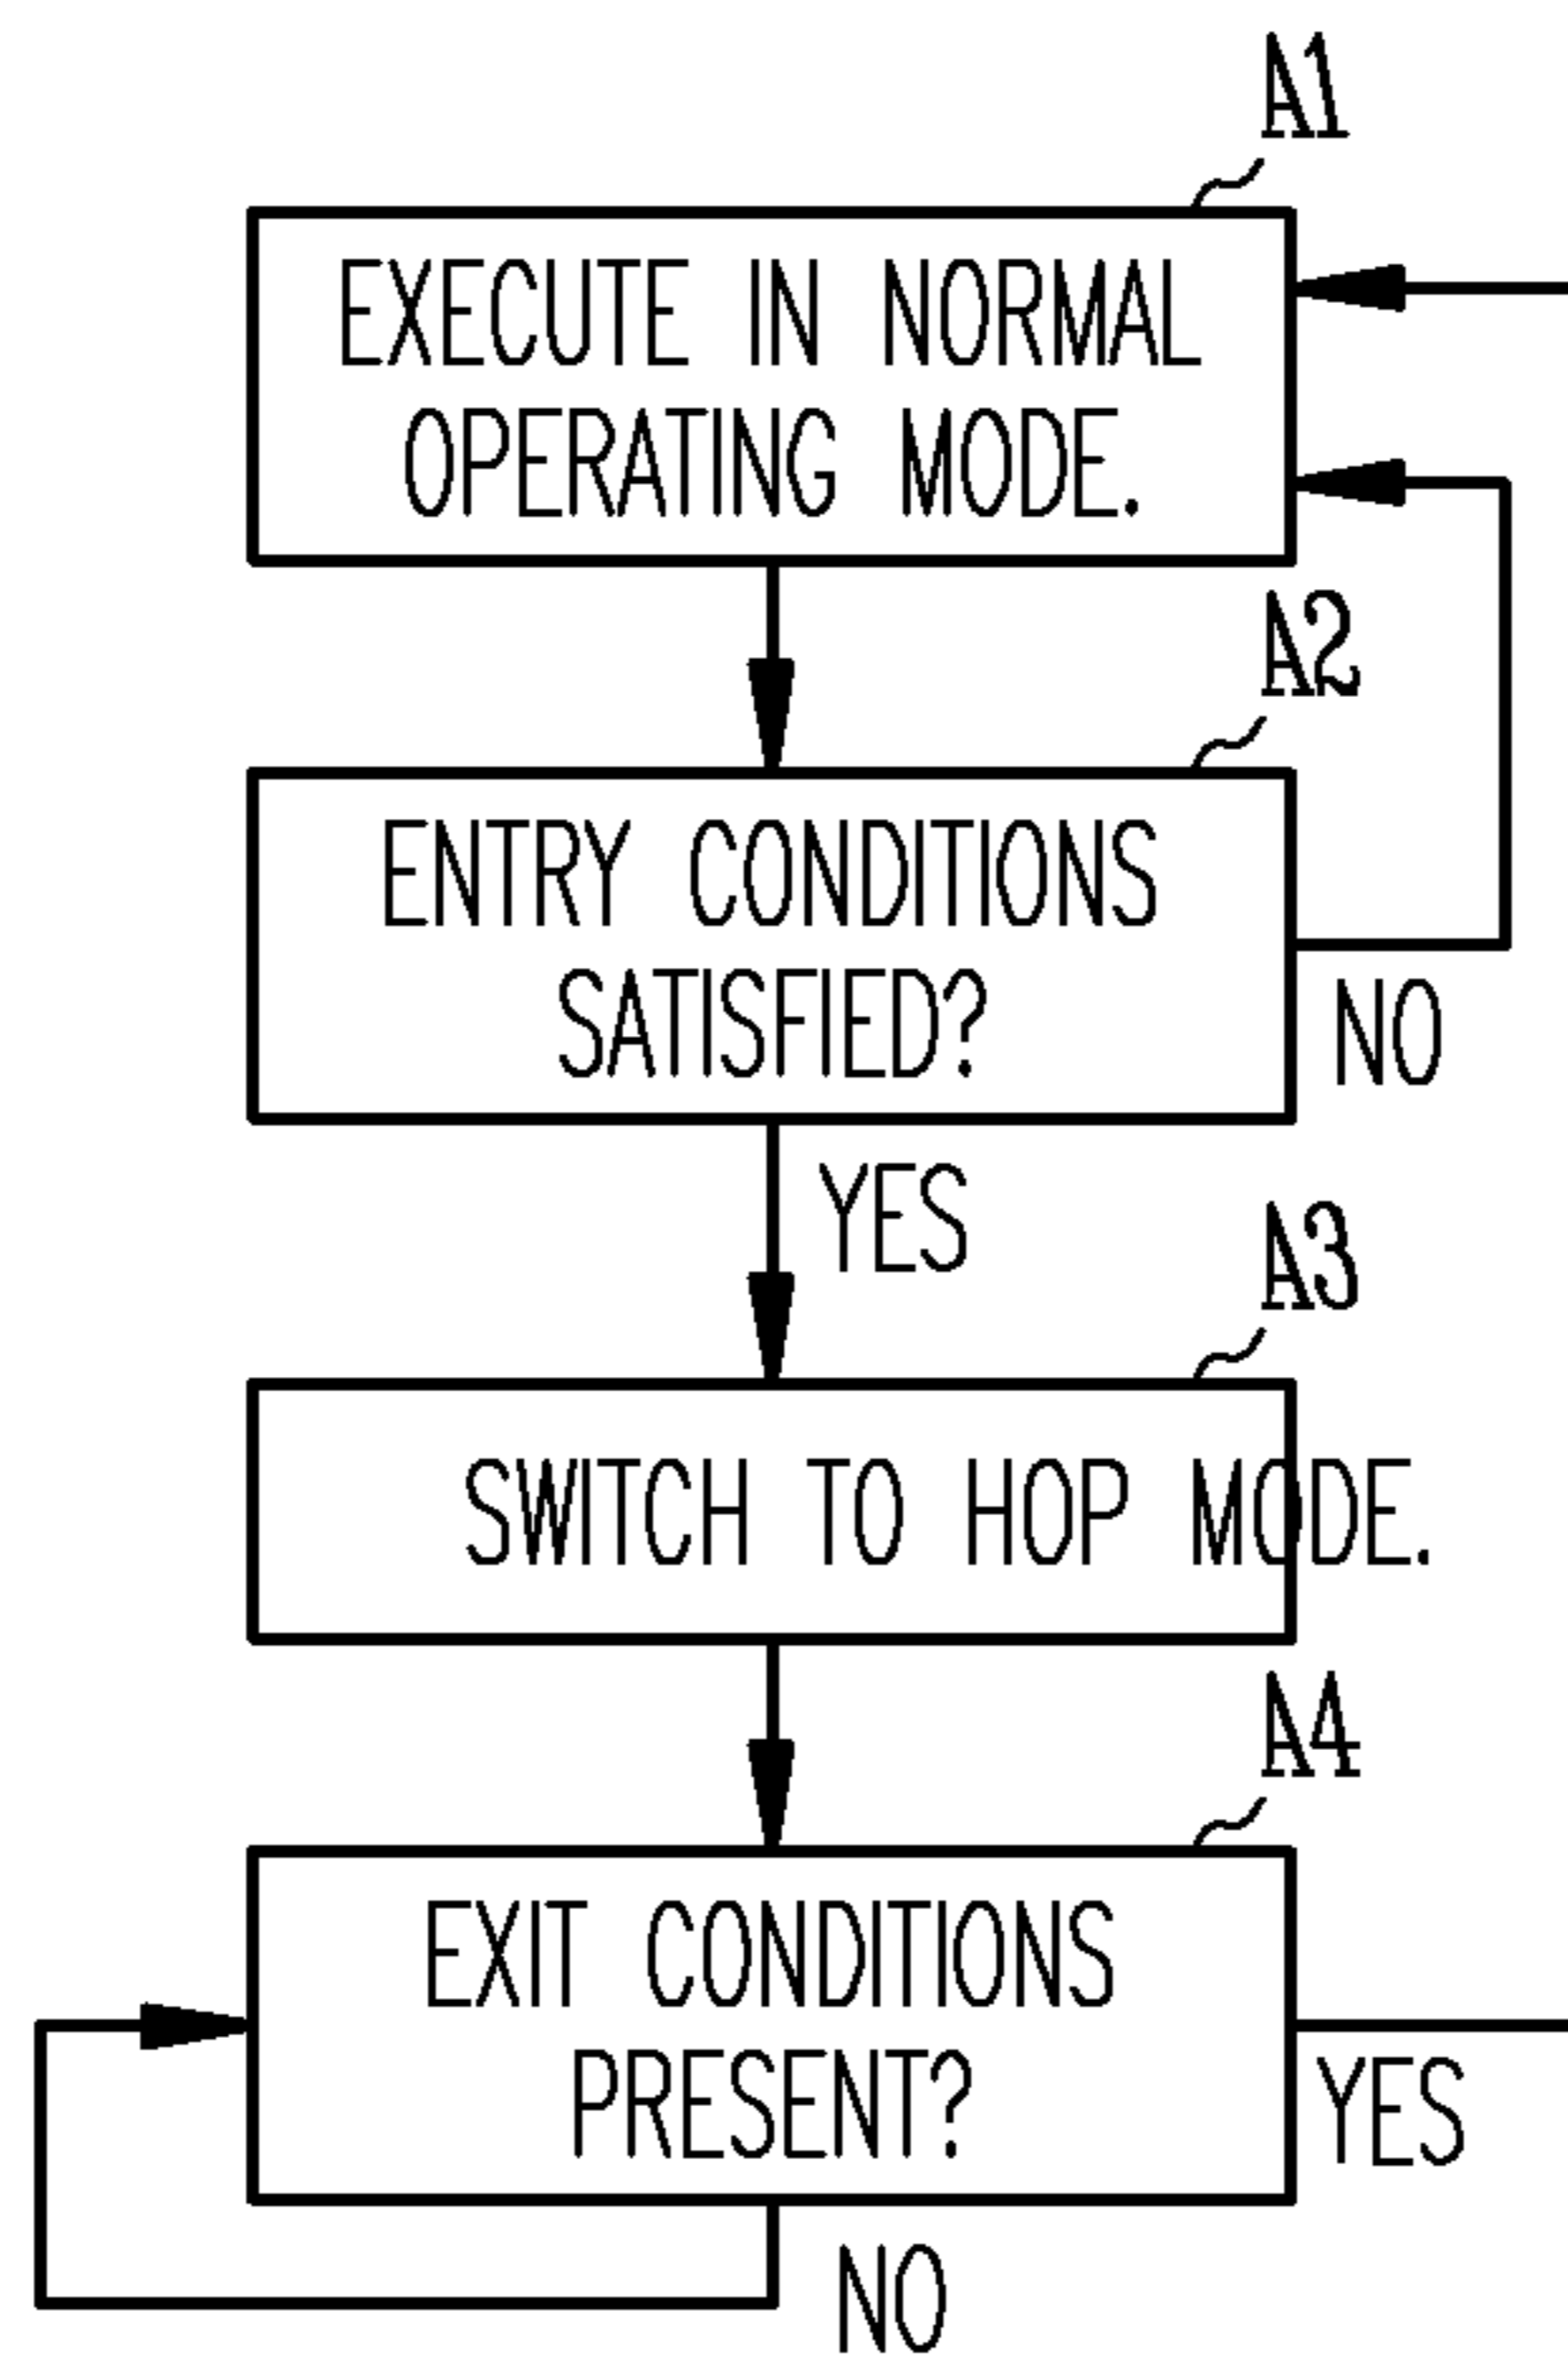 A1
EXECUTE IN NORMAL
OPERATING MODE.
A2
ENTRY CONDITIONS
SATISFIED?
NO
YES
A3
SWITCH TO HOP MODE.
A4
EXIT CONDITIONS
PRESENT?
YES
NO